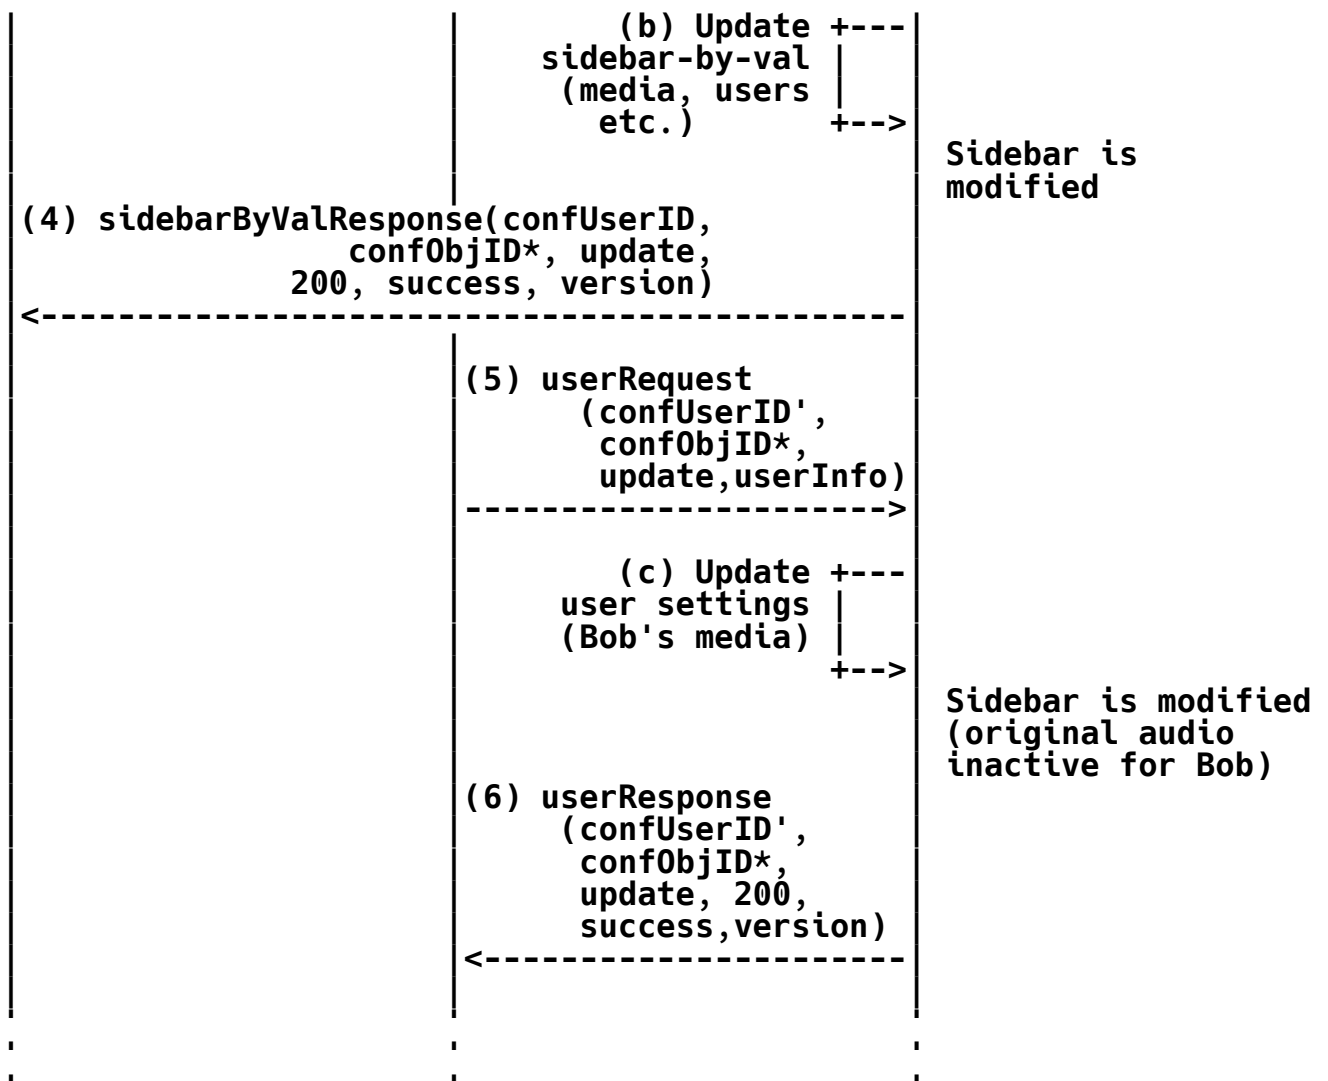 (b) Update +---
sidebar-by-val |
(media, users |
etc.) +-->
Sidebar is
modified
(4) sidebarByValResponse(confUserID,
confObjID*, update,
200, success, version)
<---------------------------------------------
(5) userRequest
(confUserID',
confObjID*,
update,userInfo)
---------------------->
(c) Update +---
user settings |
(Bob's media) |
+-->
Sidebar is modified
(original audio
inactive for Bob)
(6) userResponse
(confUserID',
confObjID*,
update, 200,
success,version)
<----------------------